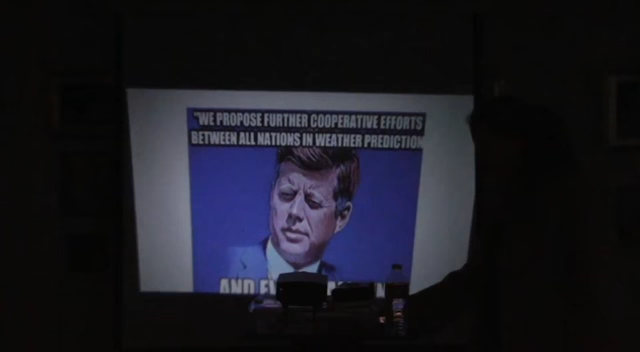 "WE PROPOSE FURTHER COOPERATIVE EFFORTS
BETWEEN ALL NATIONS IN WEATHER PREDICTION
AND